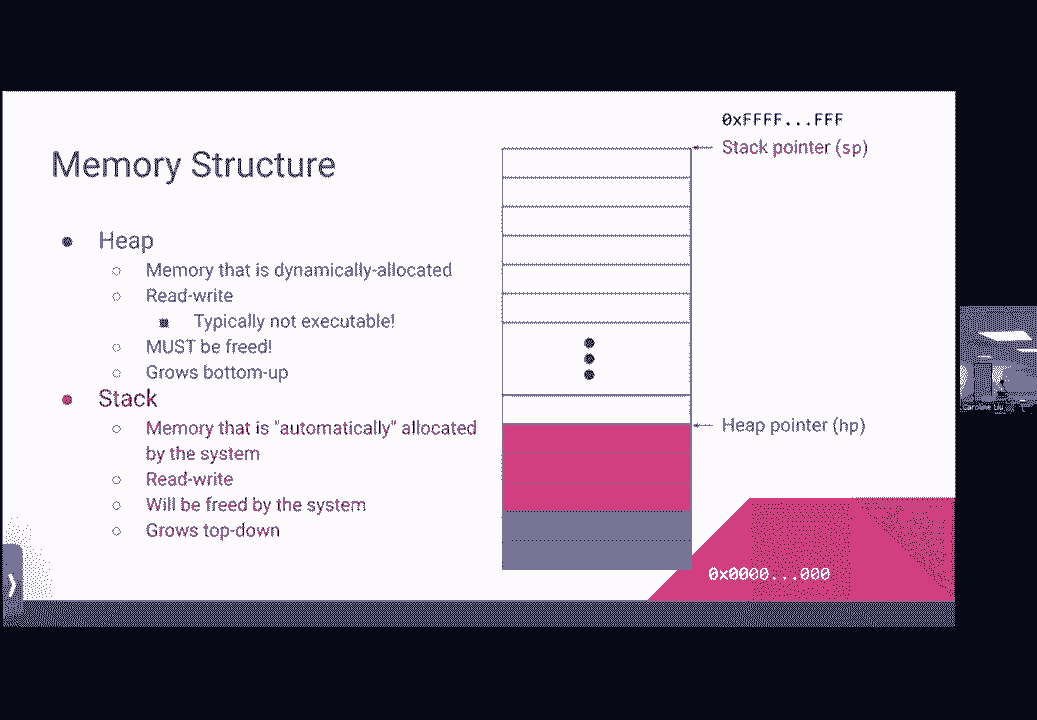 0xFFFF...FFF
Stack pointer (sp)
Memory Structure
Heap
Memory that is dynamically-allocated
Read-write
Typically not executable!
MUST be freed!
Grows bottom-up
Stack
Memory that is "automatically" allocated
by the system
Read-write
Will be freed by the system
Grows top-down
Heap pointer (hp)
0x0000...000
Caroline Liu